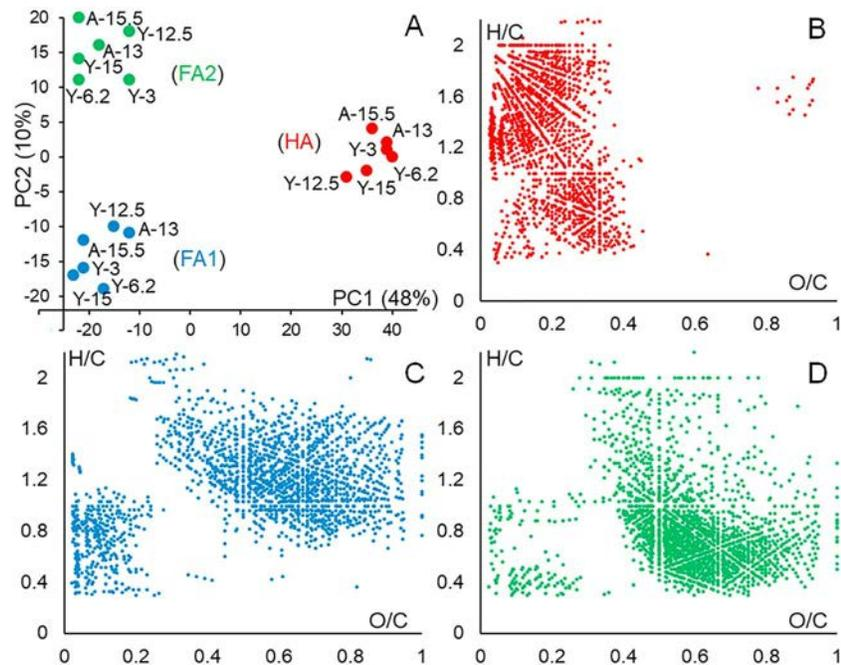 A
20
A-15.5
Y-12.5
15
A-13
Y-15
(FA2)
10
Y-6.2
Y-3
5
A-15.5
A-13
(HA)
Y-3
0
Y-6.2
Y-12.5
Y-15
-5
PC2 (10%)
-10
Y-12.5
A-13
A-15.5
(FA1)
-15
Y-3
Y-6.2
Y-15
-20
PC1 (48%)
-20 -10 0 10 20 30 40
B
H/C
2
1.6
1.2
0.8
0.4
0
O/C
0 0.2 0.4 0.6 0.8 1
C
H/C
2
1.6
1.2
0.8
0.4
0
O/C
0 0.2 0.4 0.6 0.8 1
D
H/C
2
1.6
1.2
0.8
0.4
0
O/C
0 0.2 0.4 0.6 0.8 1